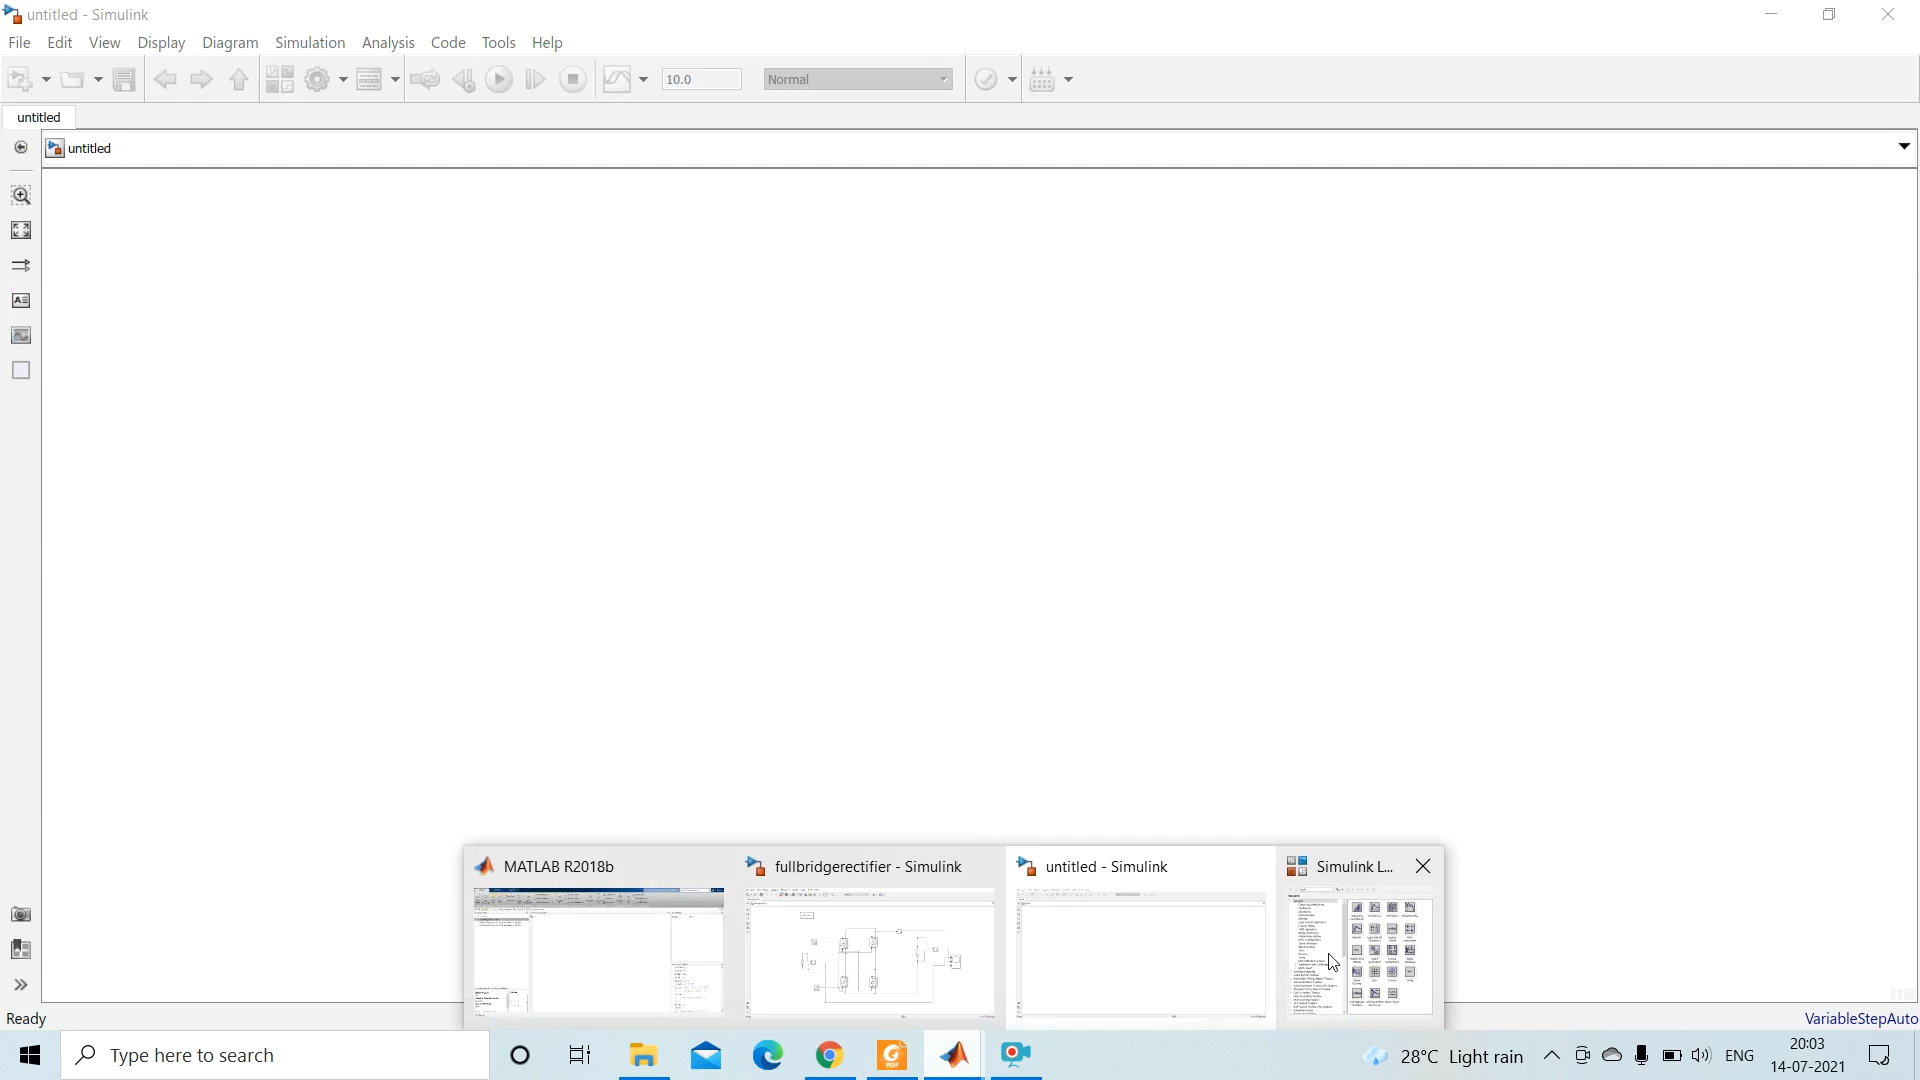 untitled - Simulink
File Edit View Display Diagram Simulation Analysis Code Tools Help
10.0 Normal
untitled
untitled
MATLAB R2018b
fullbridgerectifier - Simulink
untitled - Simulink
Simulink L...
Ready
VariableStepAuto
Type here to search
28°C Light rain
ENG
20:03
14-07-2021